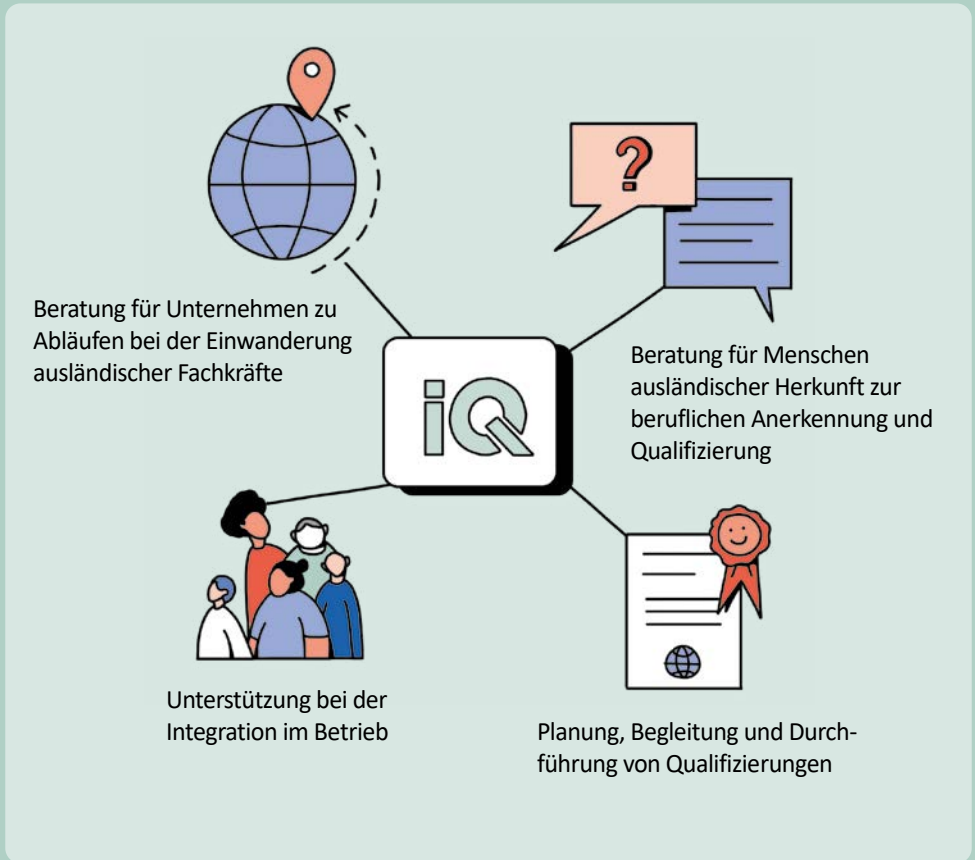 ?
Beratung für Unternehmen zu
Abläufen bei der Einwanderung
ausländischer Fachkräfte
Beratung für Menschen
ausländischer Herkunft zur
beruflichen Anerkennung und
Qualifizierung
iQ
Unterstützung bei der
Integration im Betrieb
Planung, Begleitung und Durch-
führung von Qualifizierungen